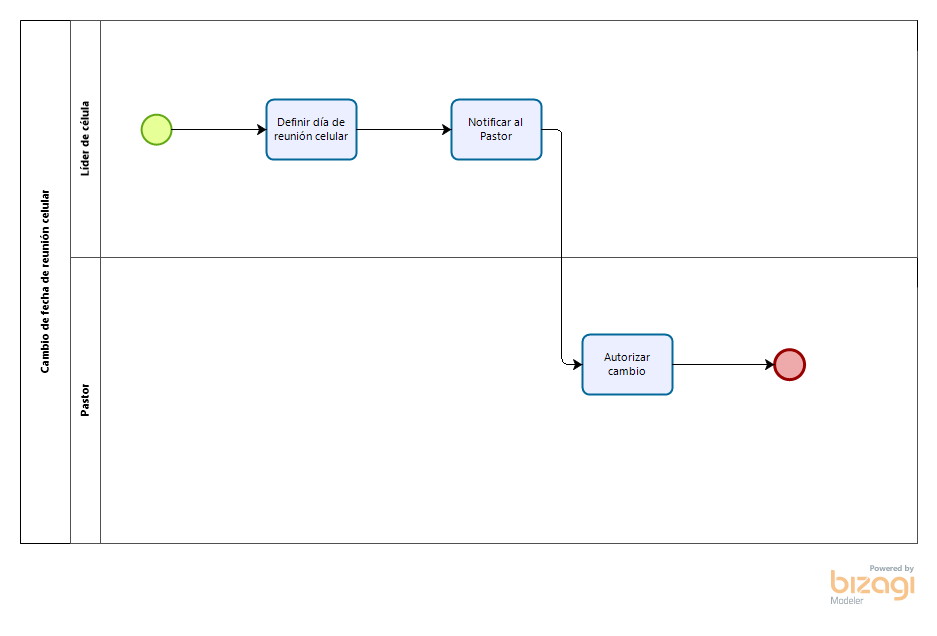 Cambio de fecha de reunión celular
Líder de célula
Definir día de
reunión celular
Notificar al
Pastor
Pastor
Autorizar
cambio
Powered by
bizagi
Modeler